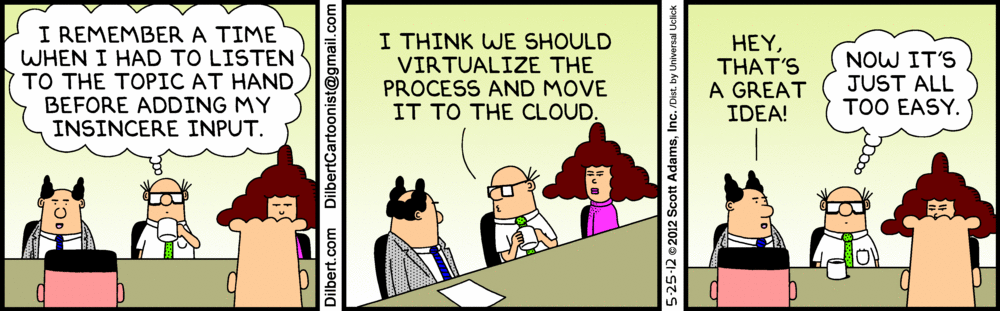 I REMEMBER A TIME
WHEN I HAD TO LISTEN
TO THE TOPIC AT HAND
BEFORE ADDING MY
INSINCERE INPUT.
Dilbert.com DilbertCartoonist@gmail.com
I THINK WE SHOULD
VIRTUALIZE THE
PROCESS AND MOVE
IT TO THE CLOUD.
5-25-12 © 2012 Scott Adams, Inc. /Dist. by Universal Uclick
HEY,
THAT'S
A GREAT
IDEA!
NOW IT'S
JUST ALL
TOO EASY.